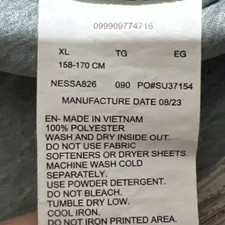 099909774716
XL TG EG
158-170 CM
NESSA826 090 PO#SU37154
MANUFACTURE DATE 08/23
EN- MADE IN VIETNAM
100% POLYESTER
WASH AND DRY INSIDE OUT.
DO NOT USE FABRIC
SOFTENERS OR DRYER SHEETS.
MACHINE WASH COLD
SEPARATELY.
USE POWDER DETERGENT.
DO NOT BLEACH.
TUMBLE DRY LOW.
COOL IRON.
DO NOT IRON PRINTED AREA.